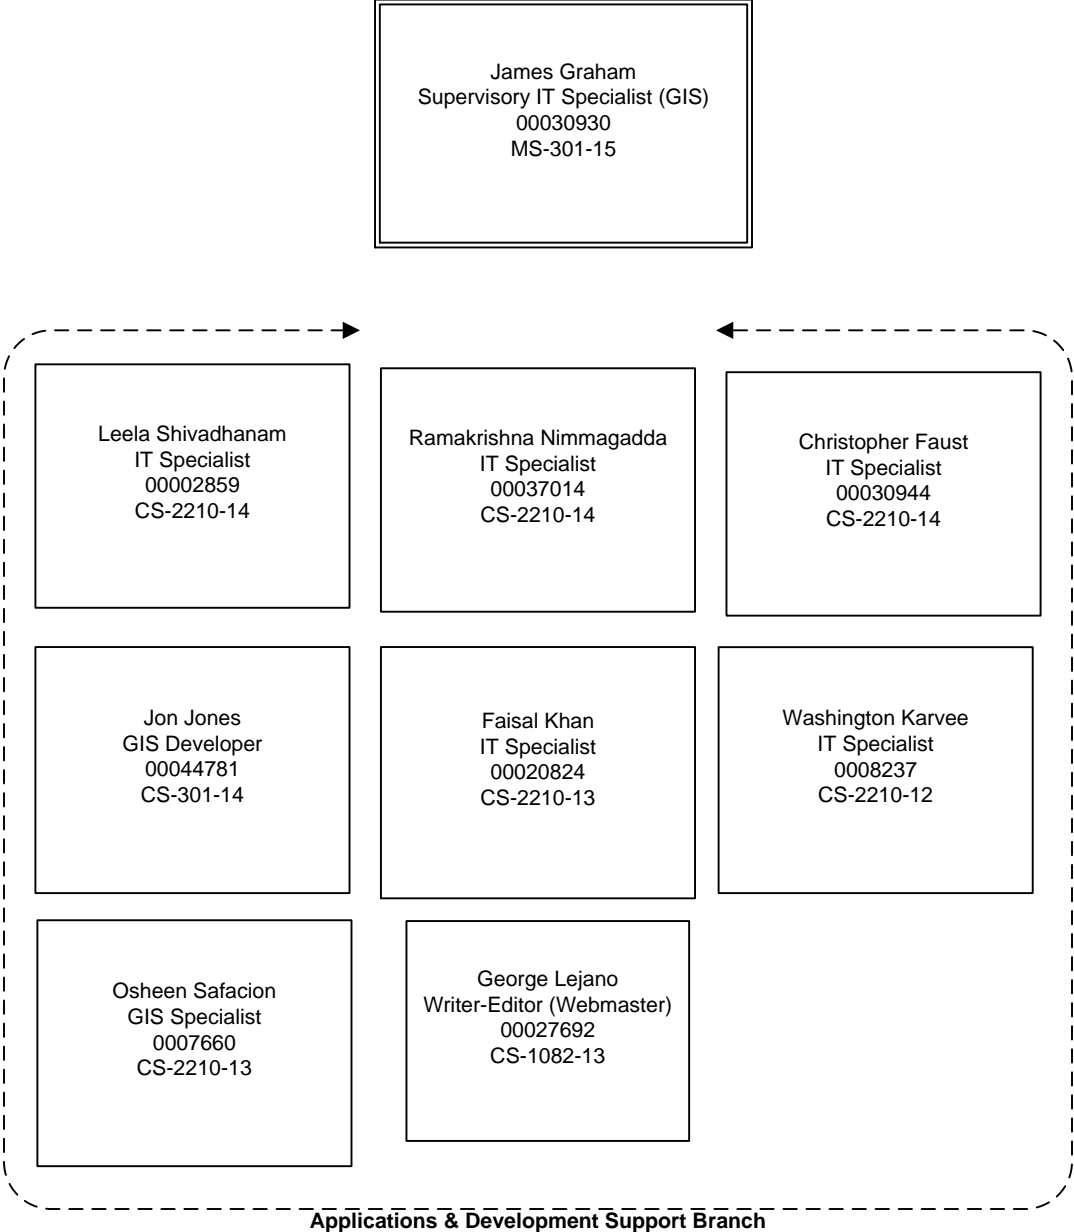 James Graham
Supervisory IT Specialist (GIS)
00030930
MS-301-15
Leela Shivadhanam
IT Specialist
00002859
CS-2210-14
Ramakrishna Nimmagadda
IT Specialist
00037014
CS-2210-14
Christopher Faust
IT Specialist
00030944
CS-2210-14
Jon Jones
GIS Developer
00044781
CS-301-14
Faisal Khan
IT Specialist
00020824
CS-2210-13
Washington Karvee
IT Specialist
0008237
CS-2210-12
Osheen Safacion
GIS Specialist
0007660
CS-2210-13
George Lejano
Writer-Editor (Webmaster)
00027692
CS-1082-13
Applications & Development Support Branch